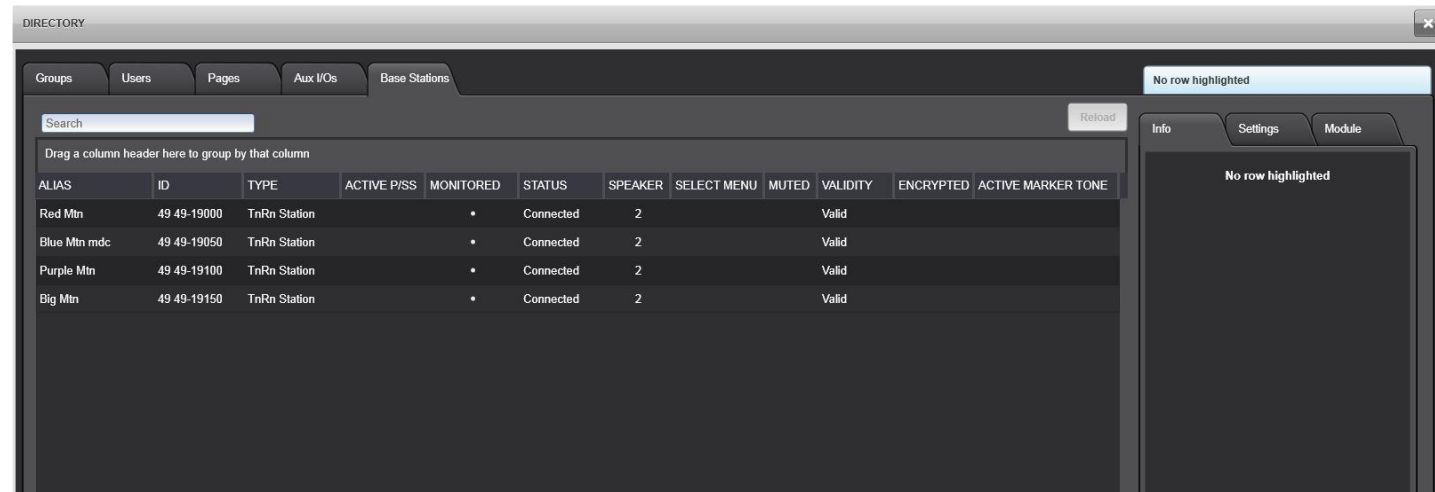 DIRECTORY
Groups Users Pages Aux I/Os Base Stations
No row highlighted
Search
Reload
Info Settings Module
Drag a column header here to group by that column
No row highlighted
ALIAS ID TYPE ACTIVE P/SS MONITORED STATUS SPEAKER SELECT MENU MUTED VALIDITY ENCRYPTED ACTIVE MARKER TONE
Red Mtn 49 49-19000 TnRn Station • Connected 2 Valid
Blue Mtn mdc 49 49-19050 TnRn Station • Connected 2 Valid
Purple Mtn 49 49-19100 TnRn Station • Connected 2 Valid
Big Mtn 49 49-19150 TnRn Station • Connected 2 Valid